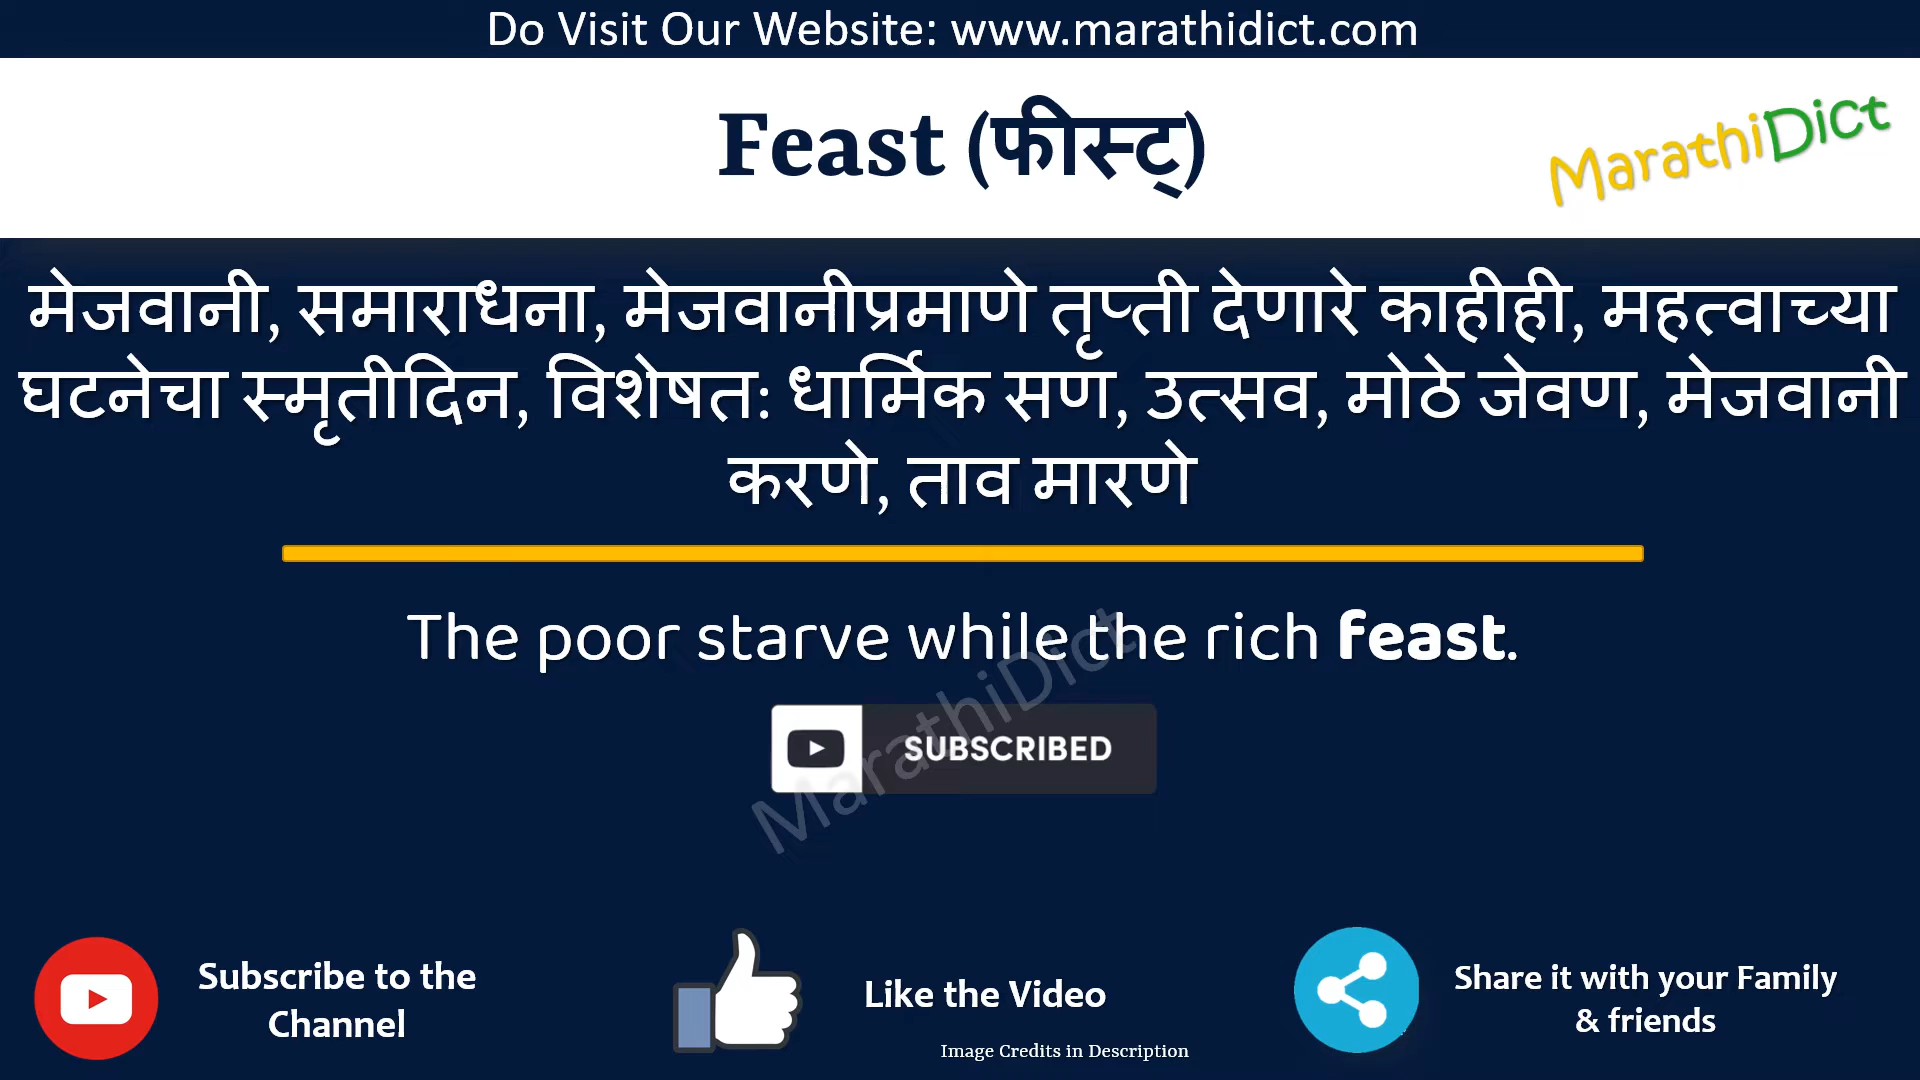 Do Visit Our Website: www.marathidict.com
Feast (फीस्ट्)
MarathiDict
मेजवानी, समाराधना, मेजवानीप्रमाणे तृप्ती देणारे काहीही, महत्वाच्या
घटनेचा स्मृतीदिन, विशेषतः धार्मिक सण, उत्सव, मोठे जेवण, मेजवानी
करणे, ताव मारणे
The poor starve while the rich feast.
MarathiDict
SUBSCRIBED
Subscribe to the
Channel
Like the Video
Share it with your Family
& friends
Image Credits in Description